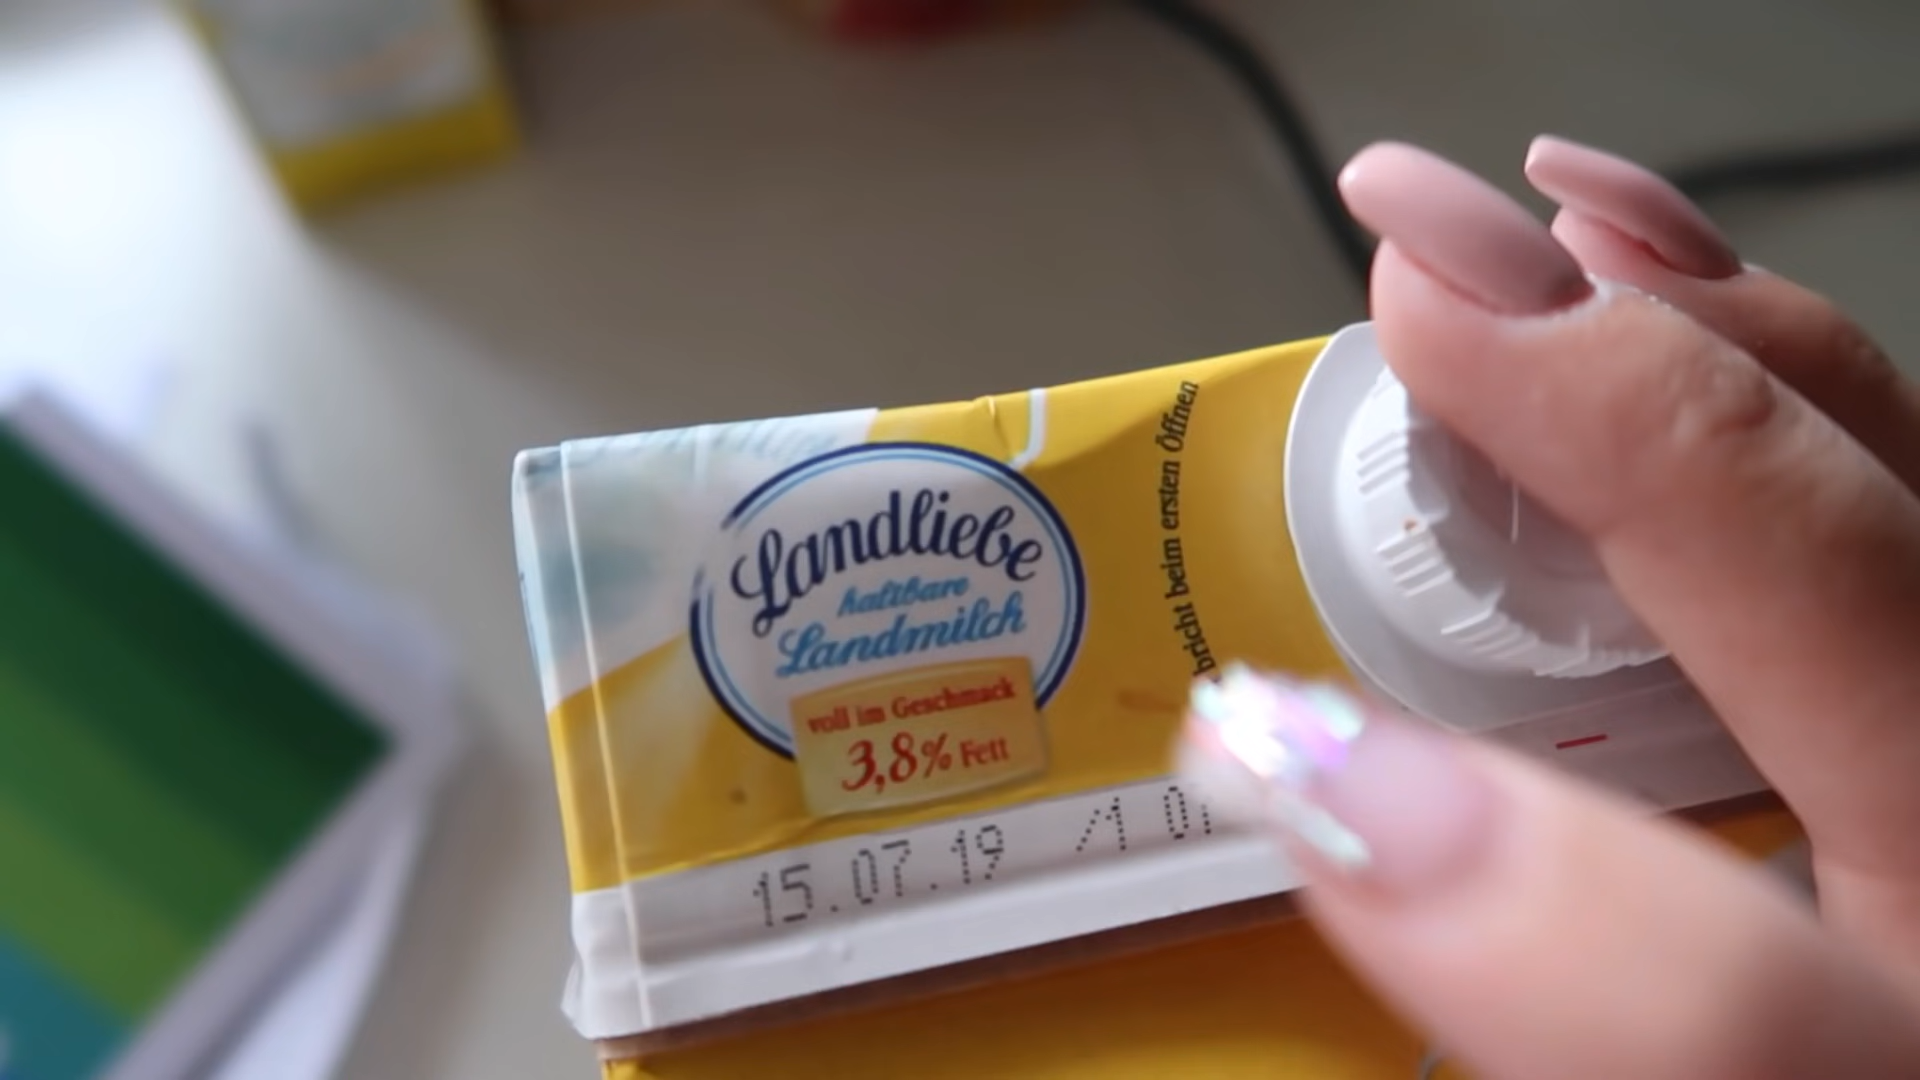 Landliebe
haltbare
Landmilch
voll im Geschmack
3,8% Fett
bricht beim ersten Öffnen
15.07.19